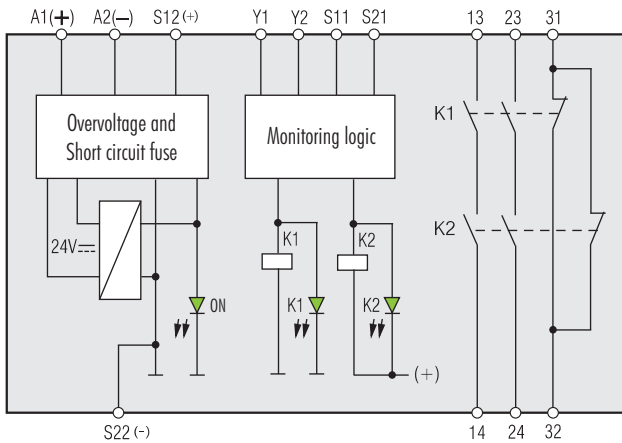 A1(+) A2(–) S12(+) Y1 Y2 S11 S21 13 23 31
Overvoltage and
Short circuit fuse
Monitoring logic
K1
K2
24V
K1
K2
ON
K1
K2
(+)
S22(-)
14 24 32